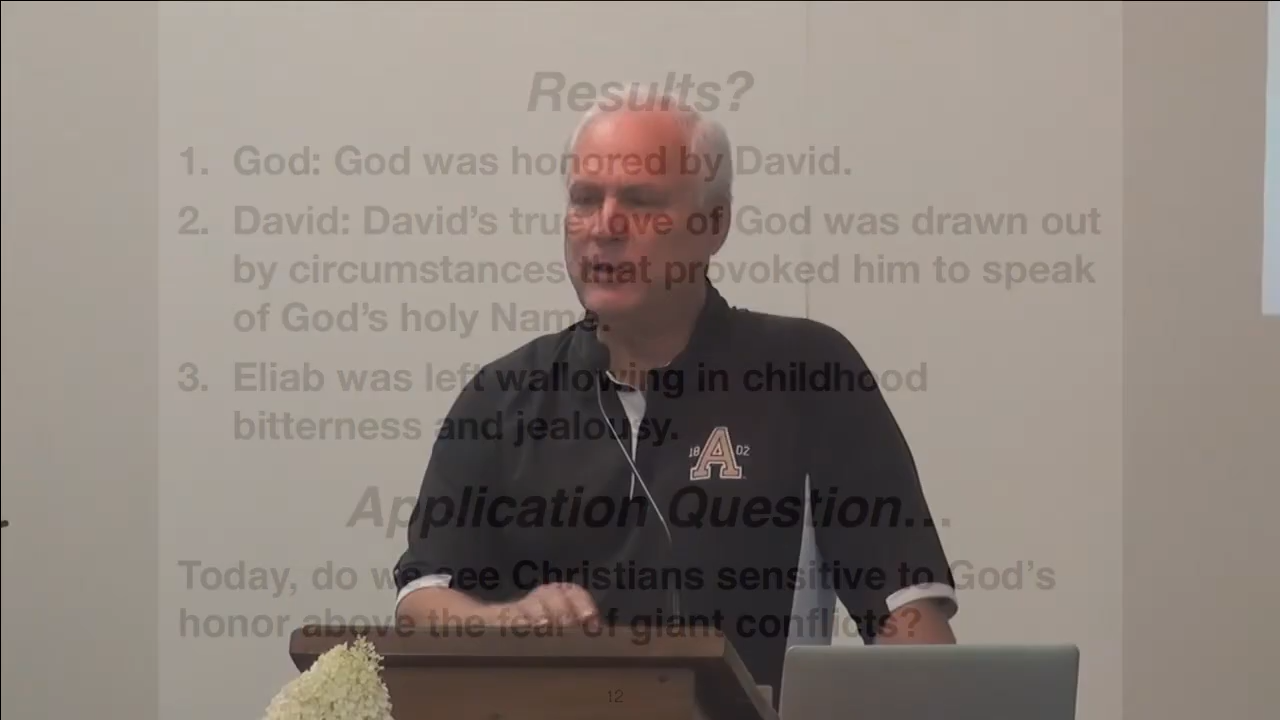 Results?
1. God: God was honored by David.
2. David: David’s true love of God was drawn out
by circumstances that provoked him to speak
of God’s holy Name.
3. Eliab was left wallowing in childhood
bitterness and jealousy.
18 A 02
Application Question…
Today, do we see Christians sensitive to God’s
honor above the fear of giant conflicts?
12